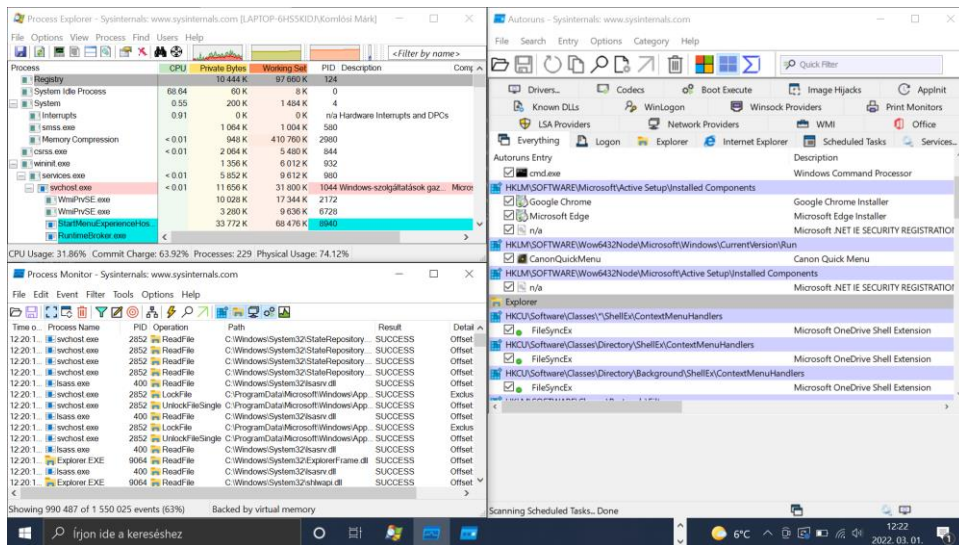 Process Explorer - Sysinternals: www.sysinternals.com [LAPTOP-6HS5KIDI\Komlósi Márk]
File Options View Process Find Users Help
<Filter by name>
Process CPU Private Bytes Working Set PID Description Comp
Registry 10 444 K 97 660 K 124
System Idle Process 68.64 60 K 8 K 0
System 0.55 200 K 1 484 K 4
Interrupts 0.91 0 K 0 K n/a Hardware Interrupts and DPCs
smss.exe 1 064 K 1 004 K 580
Memory Compression < 0.01 948 K 410 760 K 2980
csrss.exe < 0.01 2 064 K 5 480 K 844
wininit.exe 1 356 K 6 012 K 932
services.exe < 0.01 5 852 K 9 612 K 980
svchost.exe < 0.01 11 656 K 31 800 K 1044 Windows-szolgáltatások gaz... Micros
WmiPrvSE.exe 10 028 K 17 344 K 2172
WmiPrvSE.exe 3 280 K 9 636 K 6728
StartMenuExperienceHos... 33 772 K 68 476 K 6940
RuntimeBroker.exe
CPU Usage: 31.86% Commit Charge: 63.92% Processes: 229 Physical Usage: 74.12%
Process Monitor - Sysinternals: www.sysinternals.com
File Edit Event Filter Tools Options Help
Time o... Process Name PID Operation Path Result Detail
12:20:1... svchost.exe 2852 ReadFile C:\Windows\System32\StateRepository... SUCCESS Offset
12:20:1... svchost.exe 2852 ReadFile C:\Windows\System32\StateRepository... SUCCESS Offset
12:20:1... svchost.exe 2852 ReadFile C:\Windows\System32\StateRepository... SUCCESS Offset
12:20:1... svchost.exe 2852 ReadFile C:\Windows\System32\StateRepository... SUCCESS Offset
12:20:1... lsass.exe 400 ReadFile C:\Windows\System32\lsasrv.dll SUCCESS Offset
12:20:1... svchost.exe 2852 LockFile C:\ProgramData\Microsoft\Windows\App... SUCCESS Exclus
12:20:1... svchost.exe 2852 UnlockFileSingle C:\ProgramData\Microsoft\Windows\App... SUCCESS Offset
12:20:1... lsass.exe 400 ReadFile C:\Windows\System32\lsasrv.dll SUCCESS Offset
12:20:1... svchost.exe 2852 LockFile C:\ProgramData\Microsoft\Windows\App... SUCCESS Exclus
12:20:1... svchost.exe 2852 UnlockFileSingle C:\ProgramData\Microsoft\Windows\App... SUCCESS Offset
12:20:1... lsass.exe 400 ReadFile C:\Windows\System32\lsasrv.dll SUCCESS Offset
12:20:1... Explorer.EXE 9064 ReadFile C:\Windows\System32\ExplorerFrame.dll SUCCESS Offset
12:20:1... lsass.exe 400 ReadFile C:\Windows\System32\lsasrv.dll SUCCESS Offset
12:20:1... Explorer.EXE 9064 ReadFile C:\Windows\System32\shlwapi.dll SUCCESS Offset
Showing 990 487 of 1 550 025 events (63%) Backed by virtual memory
Autoruns - Sysinternals: www.sysinternals.com
File Search Entry Options Category Help
Quick Filter
Drivers... Codecs Boot Execute Image Hijacks AppInit
Known DLLs WinLogon Winsock Providers Print Monitors
LSA Providers Network Providers WMI Office
Everything Logon Explorer Internet Explorer Scheduled Tasks Services...
Autoruns Entry Description
cmd.exe Windows Command Processor
HKLM\SOFTWARE\Microsoft\Active Setup\Installed Components
Google Chrome Google Chrome Installer
Microsoft Edge Microsoft Edge Installer
n/a Microsoft .NET IE SECURITY REGISTRATION
HKLM\SOFTWARE\Wow6432Node\Microsoft\Windows\CurrentVersion\Run
CanonQuickMenu Canon Quick Menu
HKLM\SOFTWARE\Wow6432Node\Microsoft\Active Setup\Installed Components
n/a Microsoft .NET IE SECURITY REGISTRATION
Explorer
HKCU\Software\Classes\*\ShellEx\ContextMenuHandlers
FileSyncEx Microsoft OneDrive Shell Extension
HKCU\Software\Classes\Directory\ShellEx\ContextMenuHandlers
FileSyncEx Microsoft OneDrive Shell Extension
HKCU\Software\Classes\Directory\Background\ShellEx\ContextMenuHandlers
FileSyncEx Microsoft OneDrive Shell Extension
Scanning Scheduled Tasks... Done
Írjon ide a kereséshez
6°C
12:22
2022. 03. 01.
1